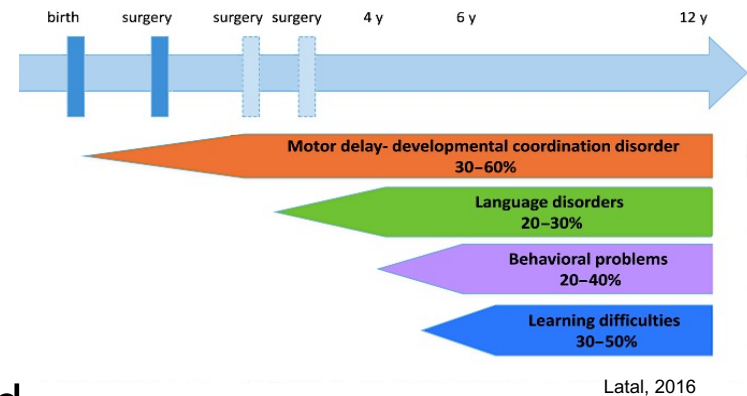 birth surgery surgery surgery 4 y 6 y 12 y
Motor delay- developmental coordination disorder
30–60%
Language disorders
20–30%
Behavioral problems
20–40%
Learning difficulties
30–50%
Latal, 2016